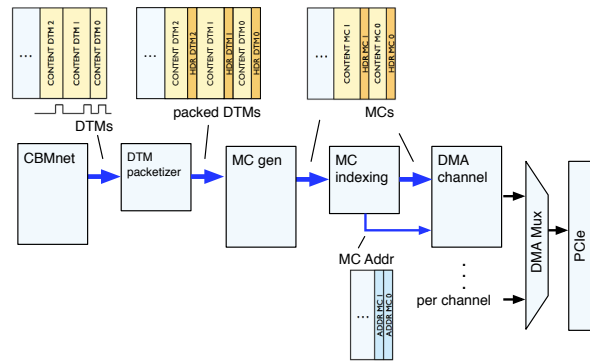 ...
CONTENT DTM 2
CONTENT DTM 1
CONTENT DTM 0
...
CONTENT DTM 2
HDR DTM 2
CONTENT DTM 1
HDR DTM 1
CONTENT DTM 0
HDR DTM 0
...
CONTENT MC 1
HDR MC 1
CONTENT MC 0
HDR MC 0
DTMs
packed DTMs
MCs
CBMnet
DTM
packetizer
MC gen
MC
indexing
DMA
channel
DMA Mux
PCIe
MC Addr
...
ADDR MC 1
ADDR MC 0
...
per channel